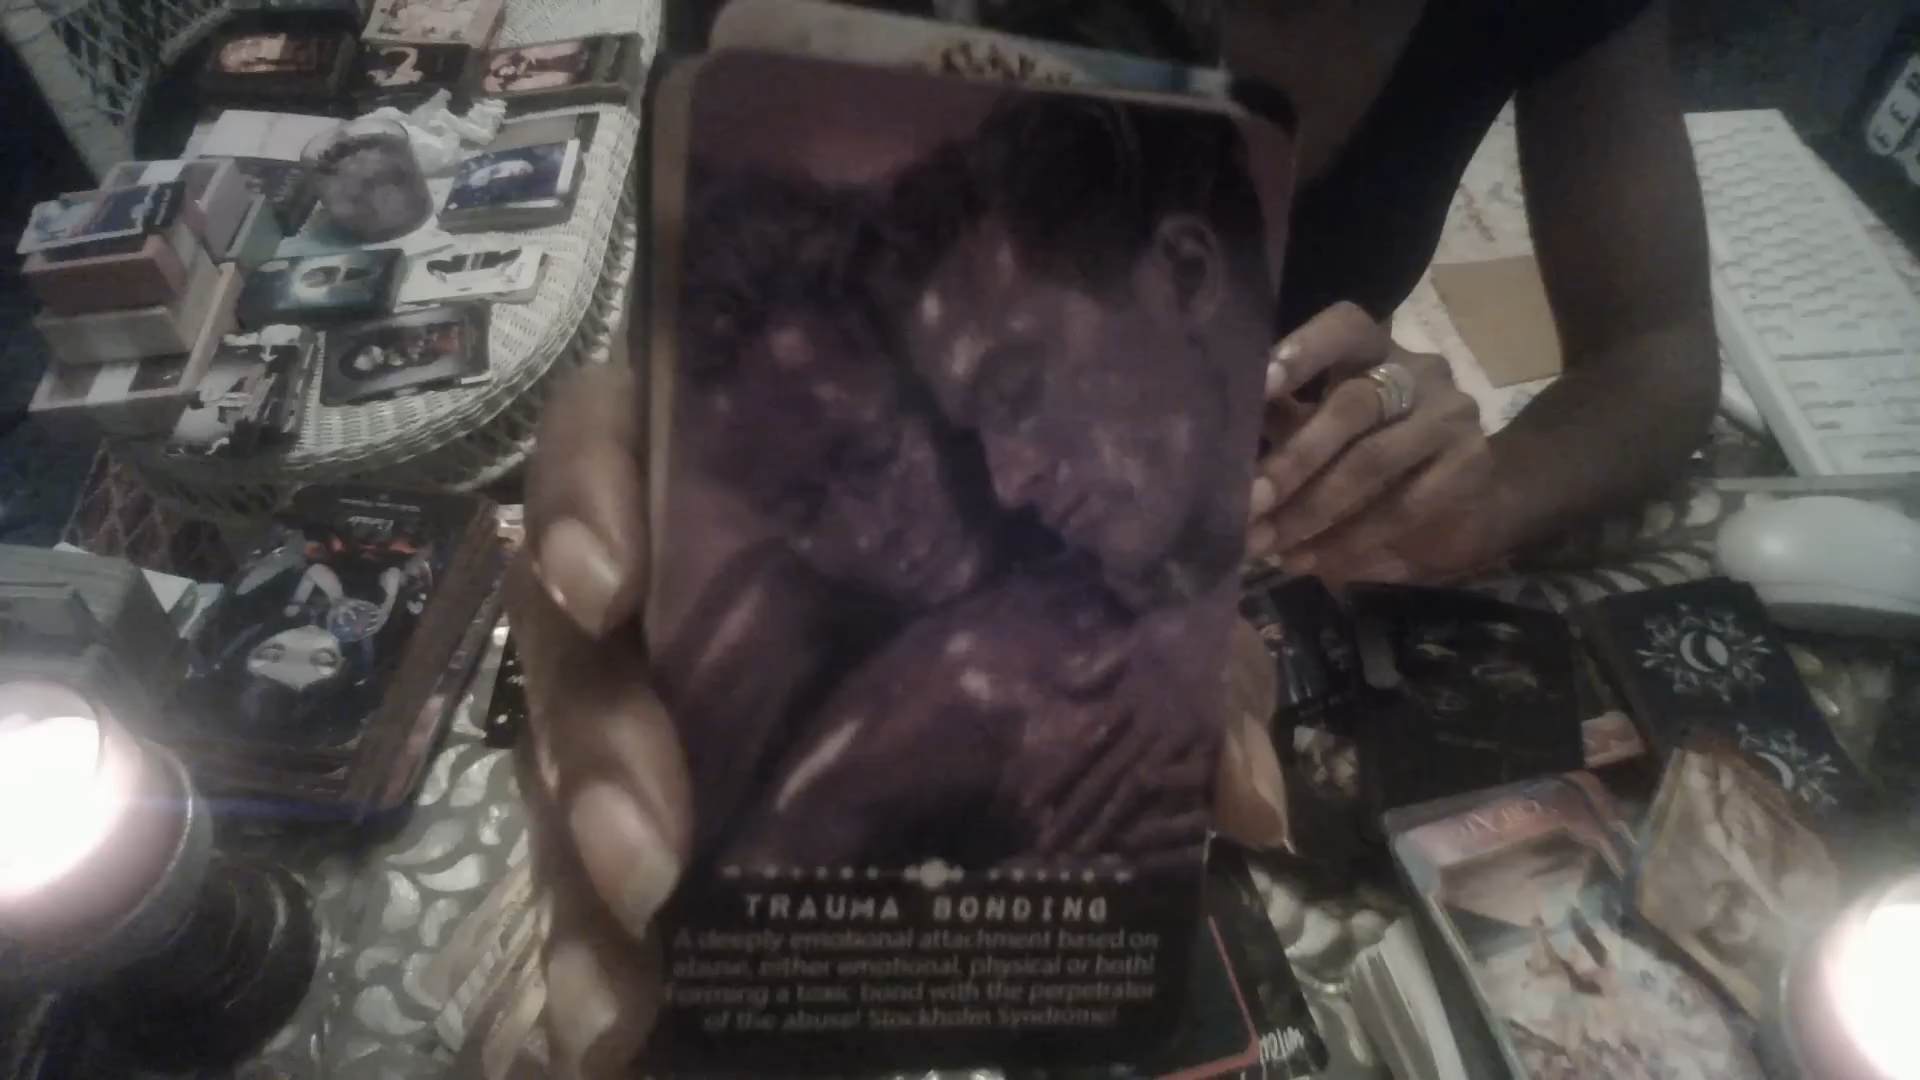 TRAUMA BONDING
A deeply emotional attachment based on
abuse, either emotional, physical or both!
Forming a toxic bond with the perpetrator
of the abuse! Stockholm Syndrome!